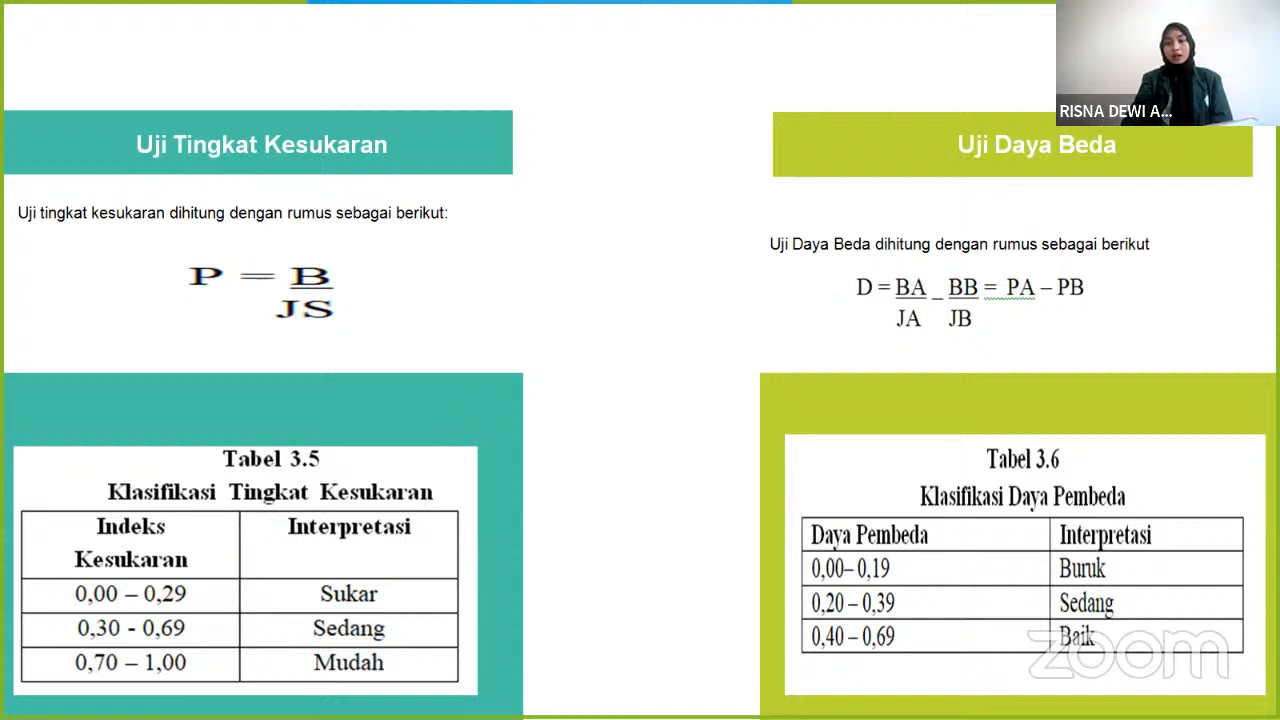 RISNA DEWI A...
Uji Tingkat Kesukaran
Uji tingkat kesukaran dihitung dengan rumus sebagai berikut:
P = B
JS
Tabel 3.5
Klasifikasi Tingkat Kesukaran
Indeks Kesukaran Interpretasi
0,00 – 0,29 Sukar
0,30 - 0,69 Sedang
0,70 – 1,00 Mudah
Uji Daya Beda
Uji Daya Beda dihitung dengan rumus sebagai berikut
D = BA – BB = PA – PB
JA JB
Tabel 3.6
Klasifikasi Daya Pembeda
Daya Pembeda Interpretasi
0,00– 0,19 Buruk
0,20 – 0,39 Sedang
0,40 – 0,69 Baik
zoom